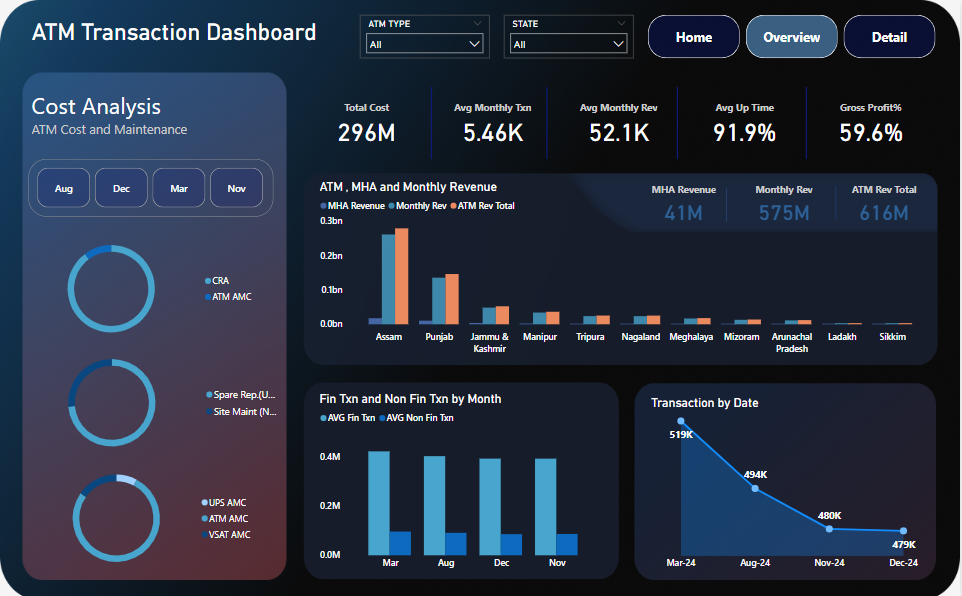 ATM Transaction Dashboard
ATM TYPE
All
STATE
All
Home
Overview
Detail
Cost Analysis
ATM Cost and Maintenance
Aug
Dec
Mar
Nov
CRA
ATM AMC
Spare Rep.(U...
Site Maint (N...
UPS AMC
ATM AMC
VSAT AMC
Total Cost
296M
Avg Monthly Txn
5.46K
Avg Monthly Rev
52.1K
Avg Up Time
91.9%
Gross Profit%
59.6%
ATM , MHA and Monthly Revenue
MHA Revenue Monthly Rev ATM Rev Total
MHA Revenue
41M
Monthly Rev
575M
ATM Rev Total
616M
0.3bn
0.2bn
0.1bn
0.0bn
Assam
Punjab
Jammu &
Kashmir
Manipur
Tripura
Nagaland
Meghalaya
Mizoram
Arunachal
Pradesh
Ladakh
Sikkim
Fin Txn and Non Fin Txn by Month
AVG Fin Txn AVG Non Fin Txn
0.4M
0.2M
0.0M
Mar
Aug
Dec
Nov
Transaction by Date
519K
494K
480K
479K
Mar-24
Aug-24
Nov-24
Dec-24